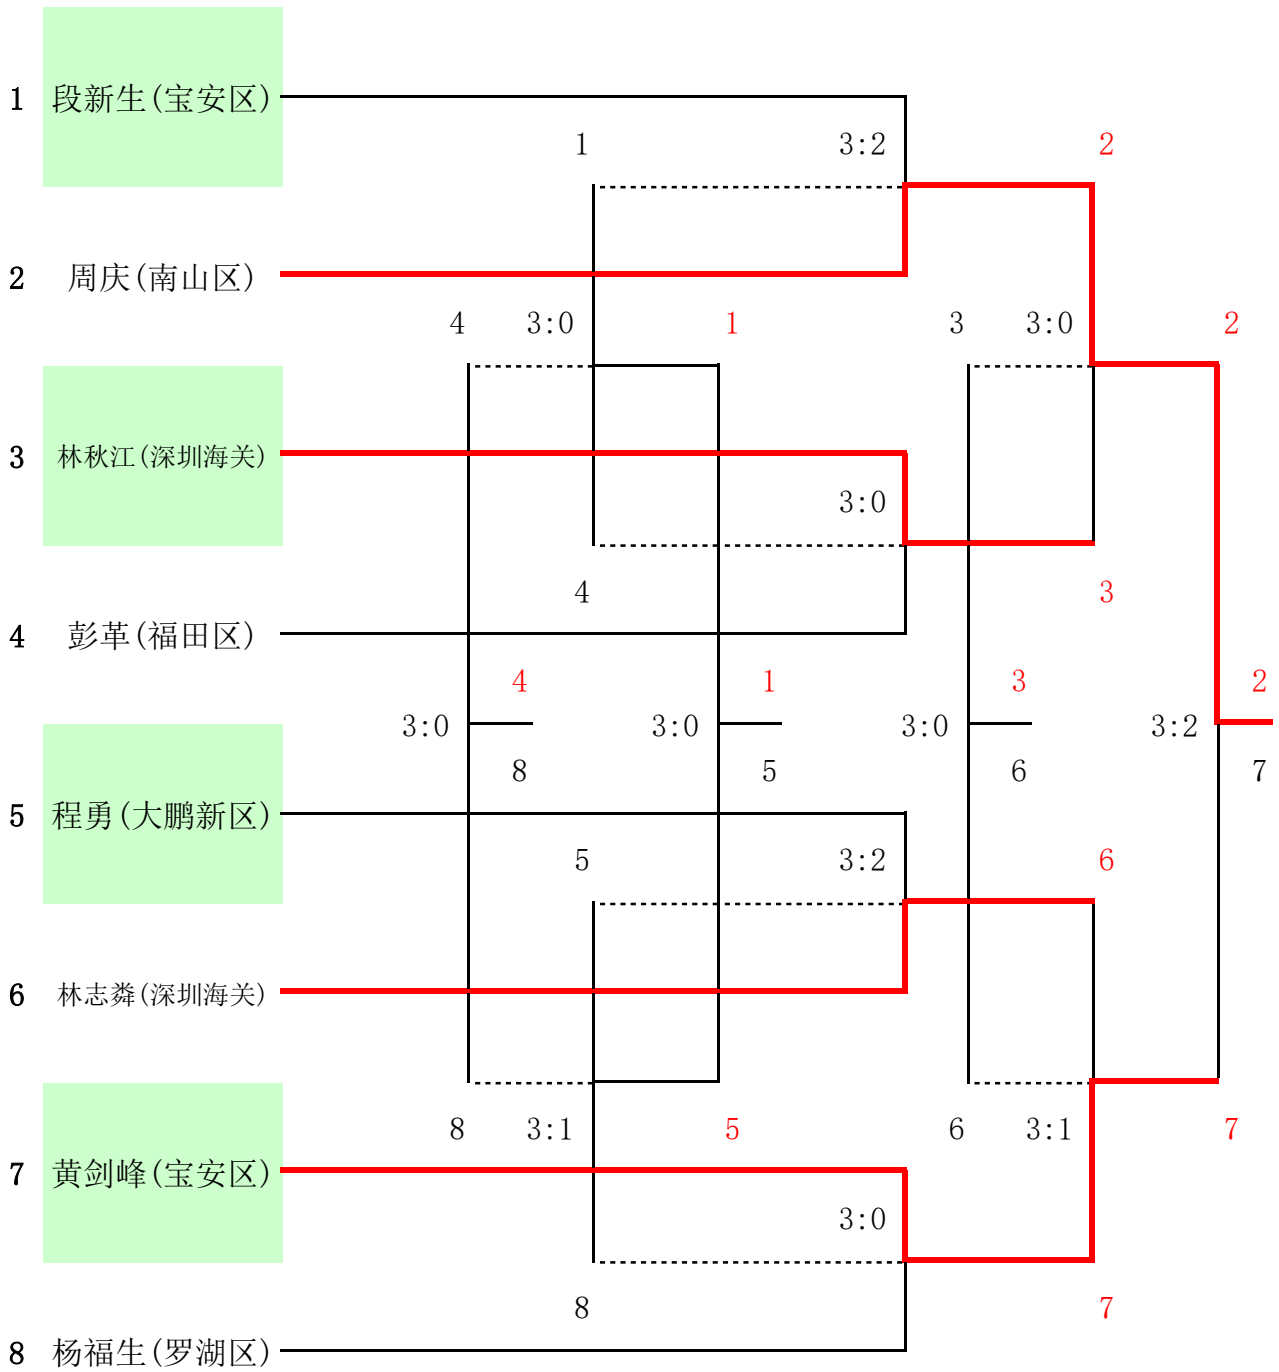 1 段新生(宝安区)
1 3:2 2
2 周庆(南山区)
4 3:0 1 3 3:0 2
3 林秋江(深圳海关)
3:0
4 3
4 彭革(福田区)
4 1 3 2
3:0 3:0 3:0 3:2
8 5 6 7
5 程勇(大鹏新区)
5 3:2 6
6 林志粦(深圳海关)
8 3:1 5 6 3:1 7
7 黄剑峰(宝安区)
3:0
8 7
8 杨福生(罗湖区)